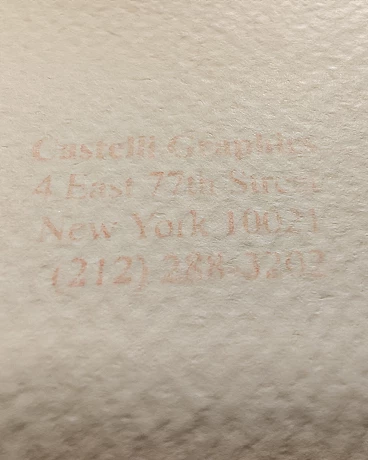 Castelli Graphics
4 East 77th Street
New York 10021
(212) 288-3202